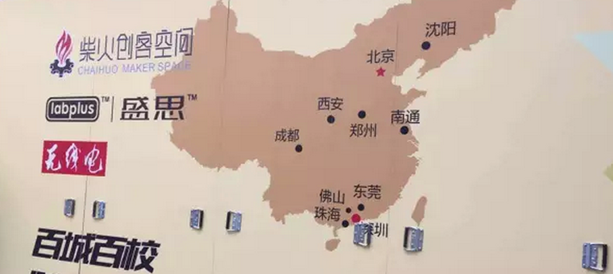 柴火创客空间
CHAIHUO MAKER SPACE
labplus™ 盛思™
无线电
百城百校
沈阳
北京
西安
郑州
南通
成都
佛山
东莞
珠海
深圳